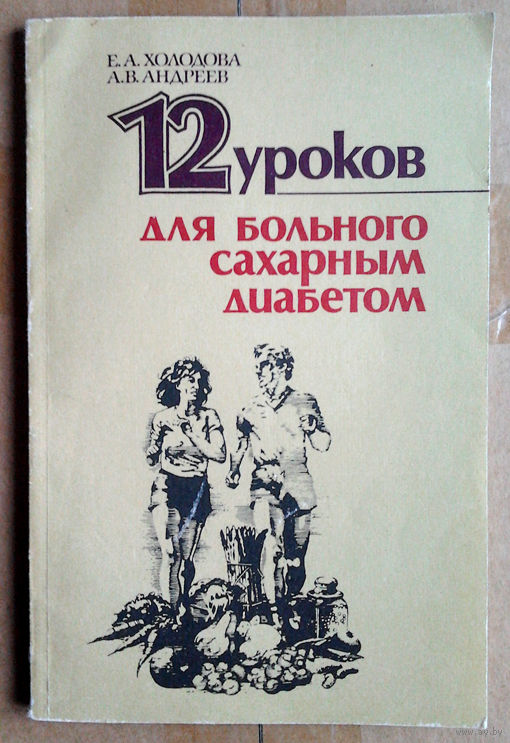 Е. А. ХОЛОДОВА
А. В. АНДРЕЕВ
12 уроков
для больного
сахарным
диабетом
www.ay.by